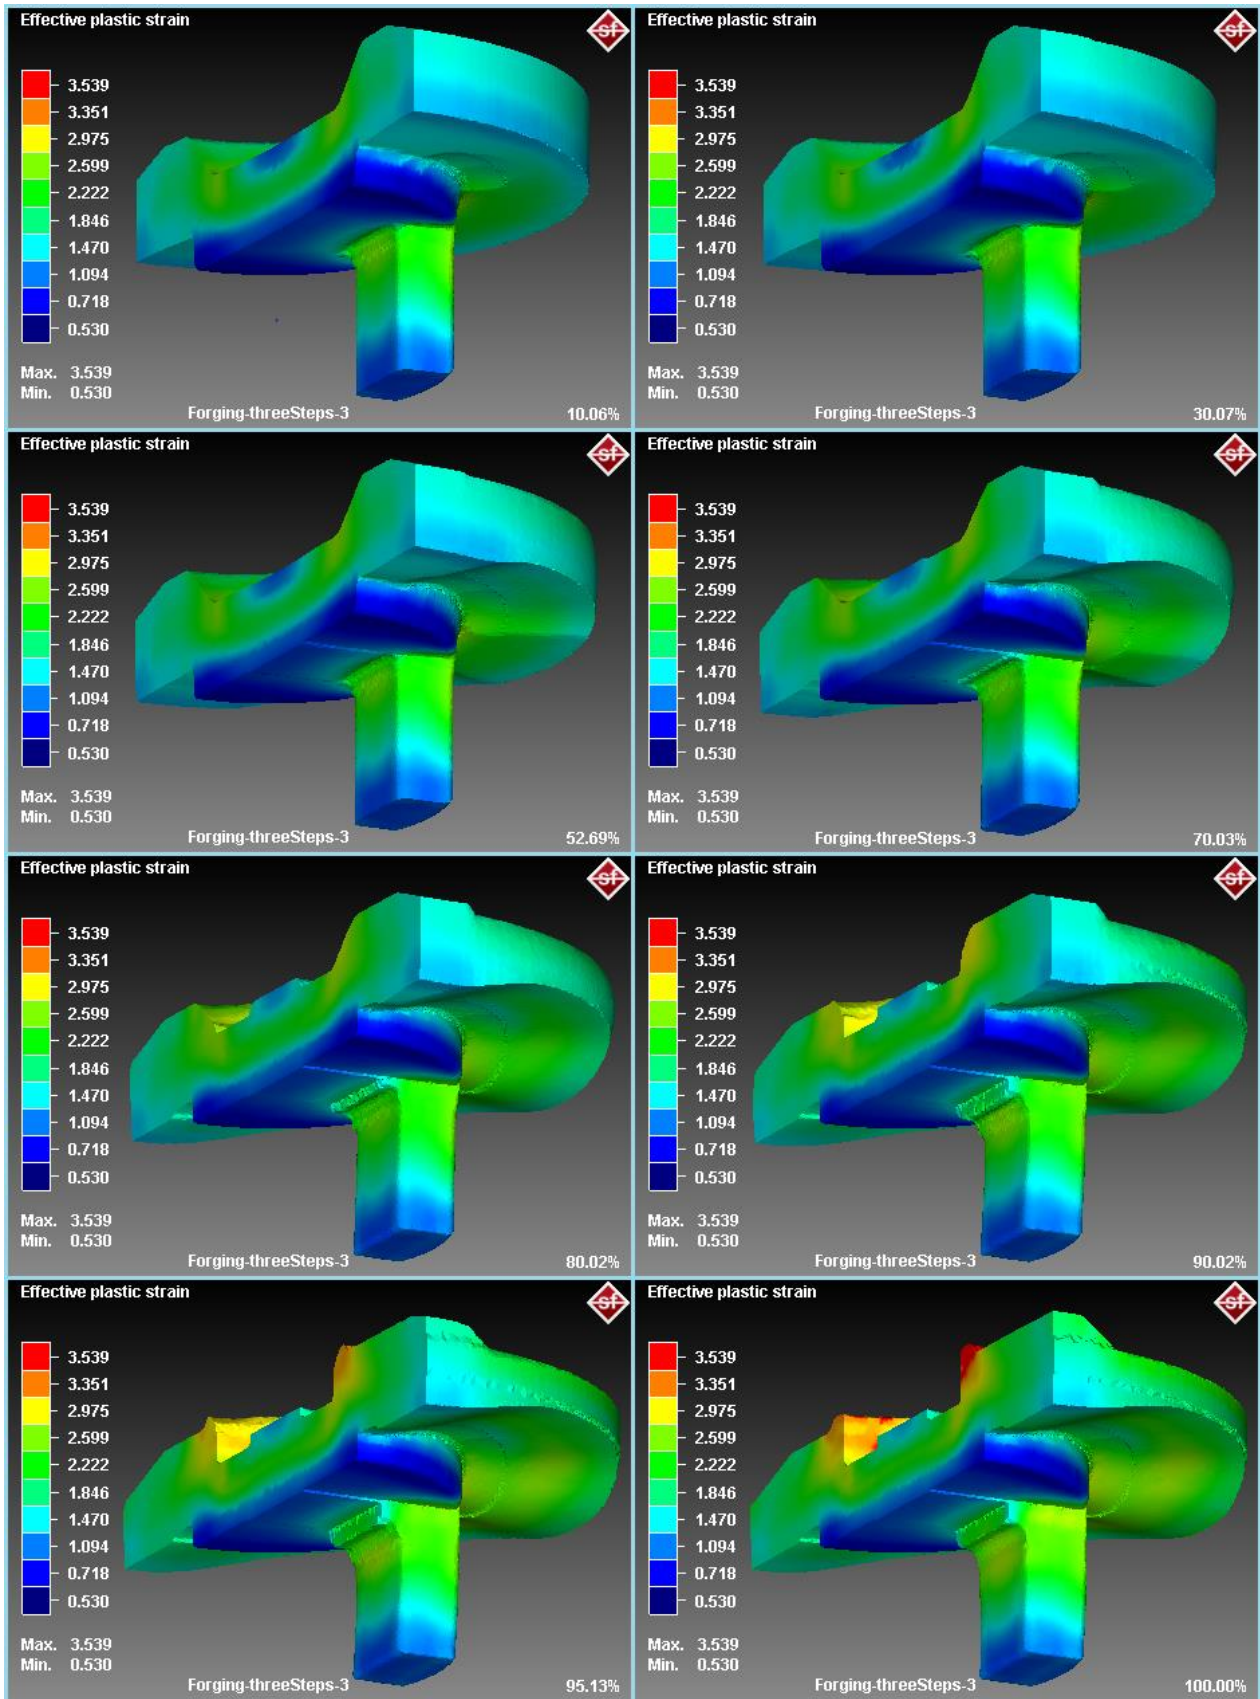 Effective plastic strain
sf
3.539
3.351
2.975
2.599
2.222
1.846
1.470
1.094
0.718
0.530
Max. 3.539
Min. 0.530
Forging-threeSteps-3 10.06%
Effective plastic strain
sf
3.539
3.351
2.975
2.599
2.222
1.846
1.470
1.094
0.718
0.530
Max. 3.539
Min. 0.530
Forging-threeSteps-3 30.07%
Effective plastic strain
sf
3.539
3.351
2.975
2.599
2.222
1.846
1.470
1.094
0.718
0.530
Max. 3.539
Min. 0.530
Forging-threeSteps-3 52.69%
Effective plastic strain
sf
3.539
3.351
2.975
2.599
2.222
1.846
1.470
1.094
0.718
0.530
Max. 3.539
Min. 0.530
Forging-threeSteps-3 70.03%
Effective plastic strain
sf
3.539
3.351
2.975
2.599
2.222
1.846
1.470
1.094
0.718
0.530
Max. 3.539
Min. 0.530
Forging-threeSteps-3 80.02%
Effective plastic strain
sf
3.539
3.351
2.975
2.599
2.222
1.846
1.470
1.094
0.718
0.530
Max. 3.539
Min. 0.530
Forging-threeSteps-3 90.02%
Effective plastic strain
sf
3.539
3.351
2.975
2.599
2.222
1.846
1.470
1.094
0.718
0.530
Max. 3.539
Min. 0.530
Forging-threeSteps-3 95.13%
Effective plastic strain
sf
3.539
3.351
2.975
2.599
2.222
1.846
1.470
1.094
0.718
0.530
Max. 3.539
Min. 0.530
Forging-threeSteps-3 100.00%